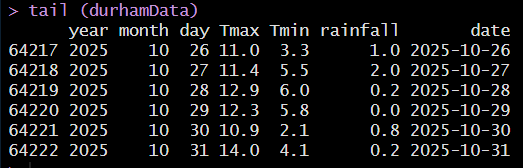 > tail (durhamData)
year month day Tmax Tmin rainfall date
64217 2025 10 26 11.0 3.3 1.0 2025-10-26
64218 2025 10 27 11.4 5.5 2.0 2025-10-27
64219 2025 10 28 12.9 6.0 0.2 2025-10-28
64220 2025 10 29 12.3 5.8 0.0 2025-10-29
64221 2025 10 30 10.9 2.1 0.8 2025-10-30
64222 2025 10 31 14.0 4.1 0.2 2025-10-31